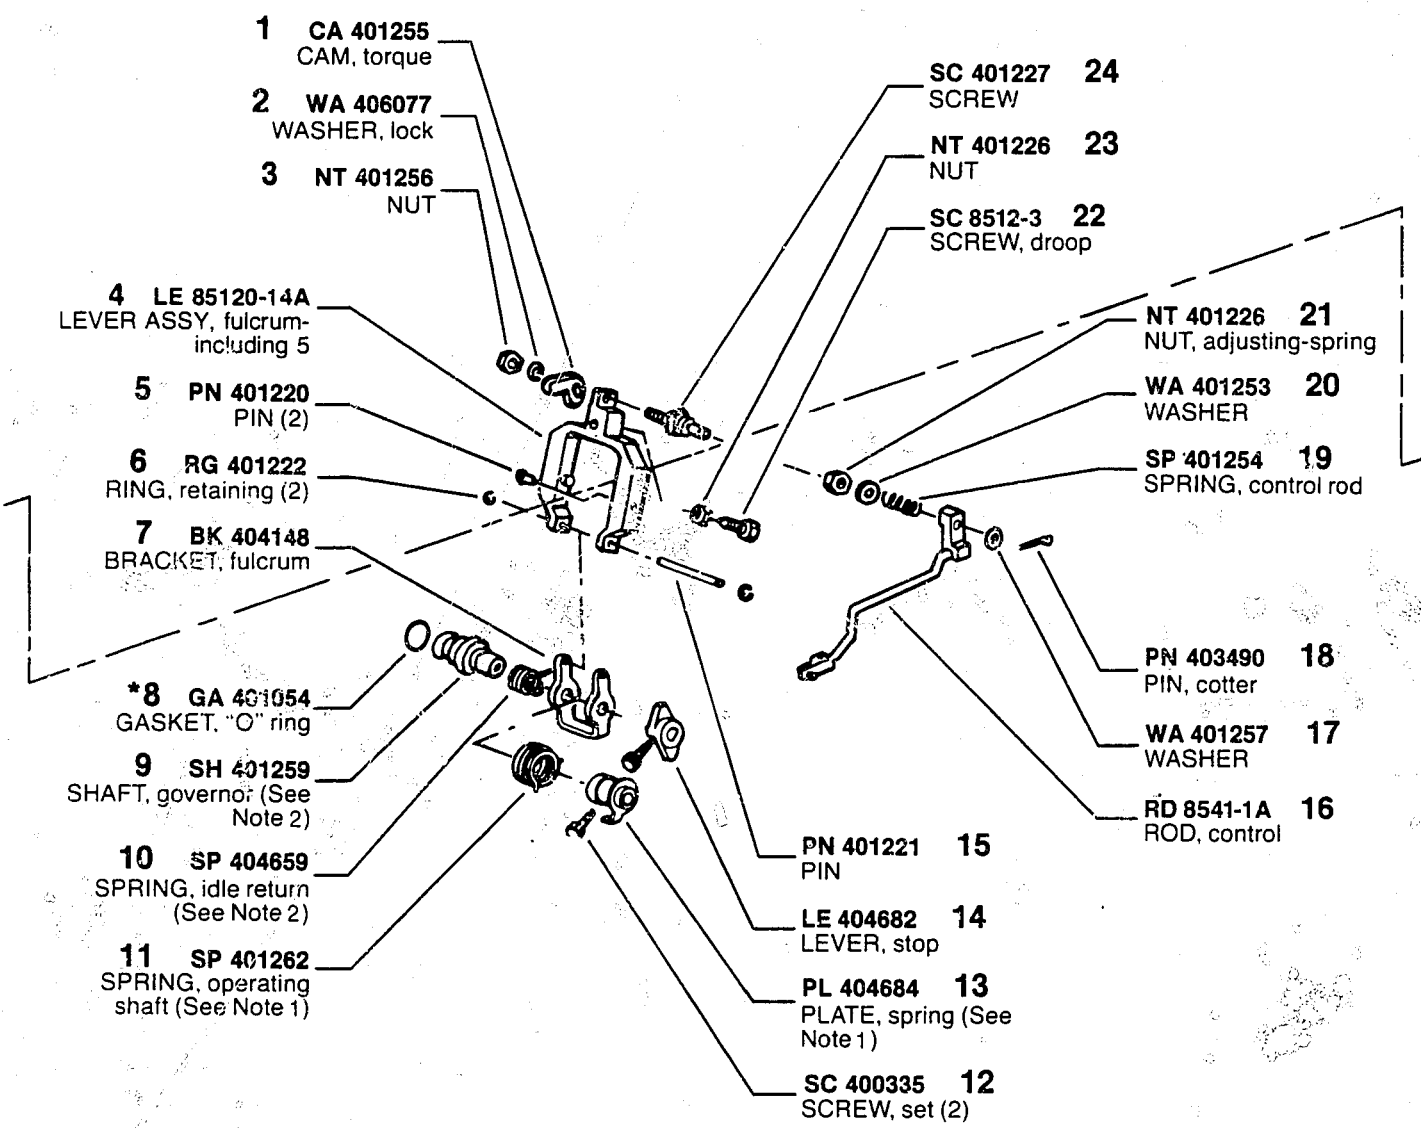 1 CA 401255
CAM, torque
2 WA 406077
WASHER, lock
3 NT 401256
NUT
4 LE 85120-14A
LEVER ASSY, fulcrum-
including 5
5 PN 401220
PIN (2)
6 RG 401222
RING, retaining (2)
7 BK 404148
BRACKET, fulcrum
*8 GA 401054
GASKET, "O" ring
9 SH 401259
SHAFT, governor (See
Note 2)
10 SP 404659
SPRING, idle return
(See Note 2)
11 SP 401262
SPRING, operating
shaft (See Note 1)
SC 401227 24
SCREW
NT 401226 23
NUT
SC 8512-3 22
SCREW, droop
NT 401226 21
NUT, adjusting-spring
WA 401253 20
WASHER
SP 401254 19
SPRING, control rod
PN 403490 18
PIN, cotter
WA 401257 17
WASHER
RD 8541-1A 16
ROD, control
PN 401221 15
PIN
LE 404682 14
LEVER, stop
PL 404684 13
PLATE, spring (See
Note 1)
SC 400335 12
SCREW, set (2)